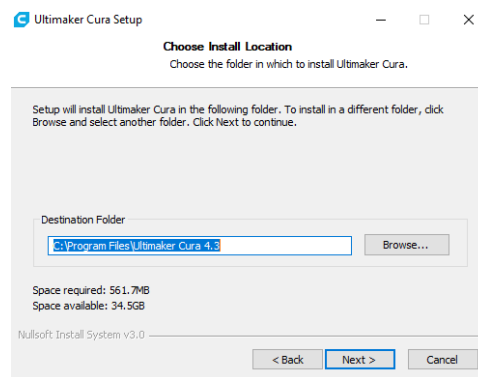 Ultimaker Cura Setup
Choose Install Location
Choose the folder in which to install Ultimaker Cura.
Setup will install Ultimaker Cura in the following folder. To install in a different folder, click
Browse and select another folder. Click Next to continue.
Destination Folder
C:\Program Files\Ultimaker Cura 4.3
Browse...
Space required: 561.7MB
Space available: 34.5GB
Nullsoft Install System v3.0
< Back Next > Cancel